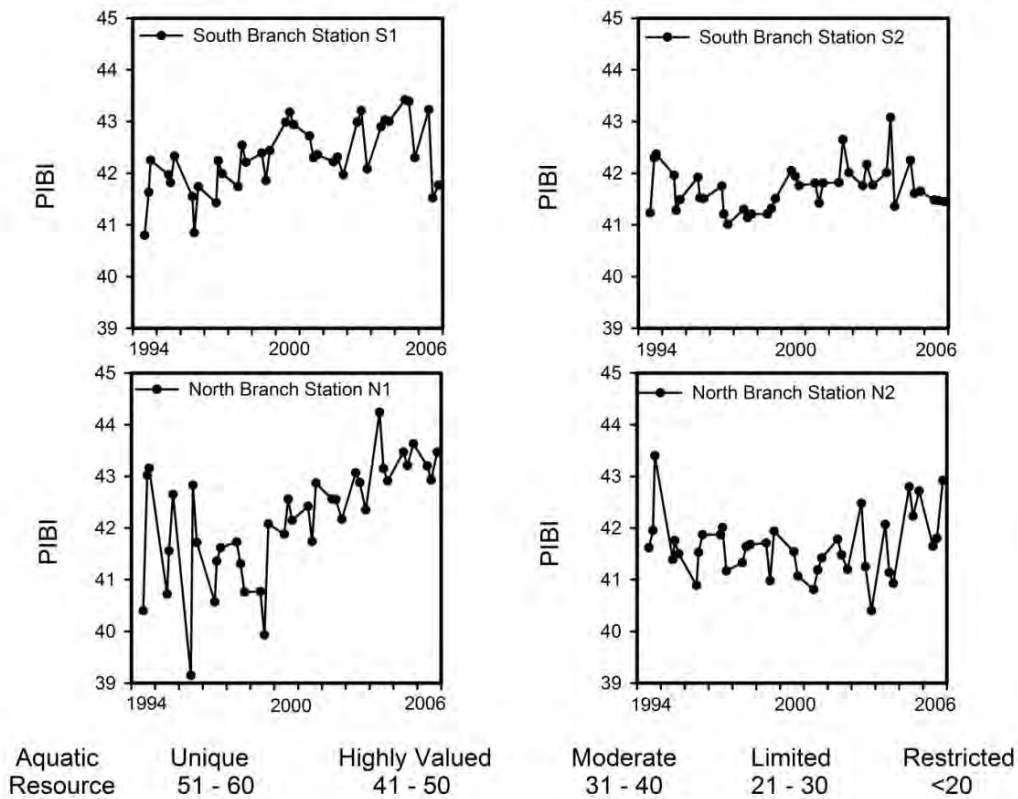 South Branch Station S1
45
44
43
42
41
40
39
PIBI
1994 2000 2006
South Branch Station S2
45
44
43
42
41
40
39
PIBI
1994 2000 2006
North Branch Station N1
45
44
43
42
41
40
39
PIBI
1994 2000 2006
North Branch Station N2
45
44
43
42
41
40
39
PIBI
1994 2000 2006
Aquatic Unique Highly Valued Moderate Limited Restricted
Resource 51 - 60 41 - 50 31 - 40 21 - 30 <20